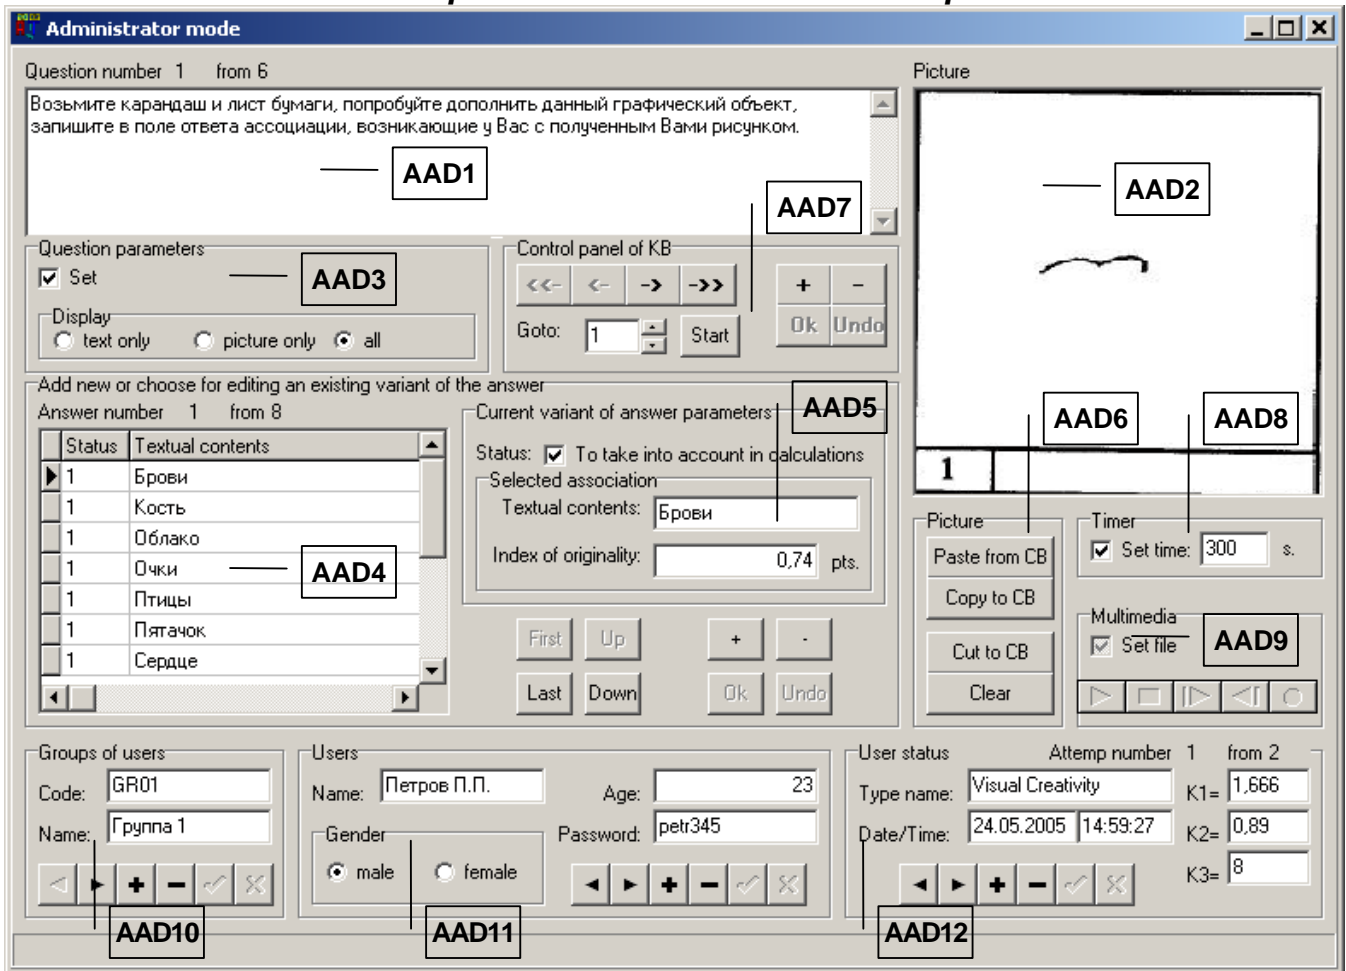 Administrator mode
Question number 1 from 6
Picture
Возьмите карандаш и лист бумаги, попробуйте дополнить данный графический объект,
запишите в поле ответа ассоциации, возникающие у Вас с полученным Вами рисунком.
AAD1
AAD2
AAD7
Question parameters
Control panel of KB
Set
AAD3
<<- <- -> ->> + -
Display
text only picture only all
Goto: 1 Start Ok Undo
Add new or choose for editing an existing variant of the answer
Answer number 1 from 8
Current variant of answer parameters
AAD5
AAD6
AAD8
Status Textual contents
Status: To take into account in calculations
1
1 Брови
Selected association
1 Кость
Textual contents: Брови
1 Облако
1 Очки
AAD4
Index of originality: 0,74 pts.
1 Птицы
1 Пятачок
1 Сердце
First Up + -
Last Down Ok Undo
Picture
Paste from CB
Copy to CB
Cut to CB
Clear
Timer
Set time: 300 s.
Multimedia
Set file
AAD9
Groups of users
Code: GR01
Name: Группа 1
Users
Name: Петров П.П.
Age: 23
Gender
male female
Password: petr345
User status Attemp number 1 from 2
Type name: Visual Creativity K1= 1,666
Date/Time: 24.05.2005 14:59:27 K2= 0,89
K3= 8
AAD10
AAD11
AAD12